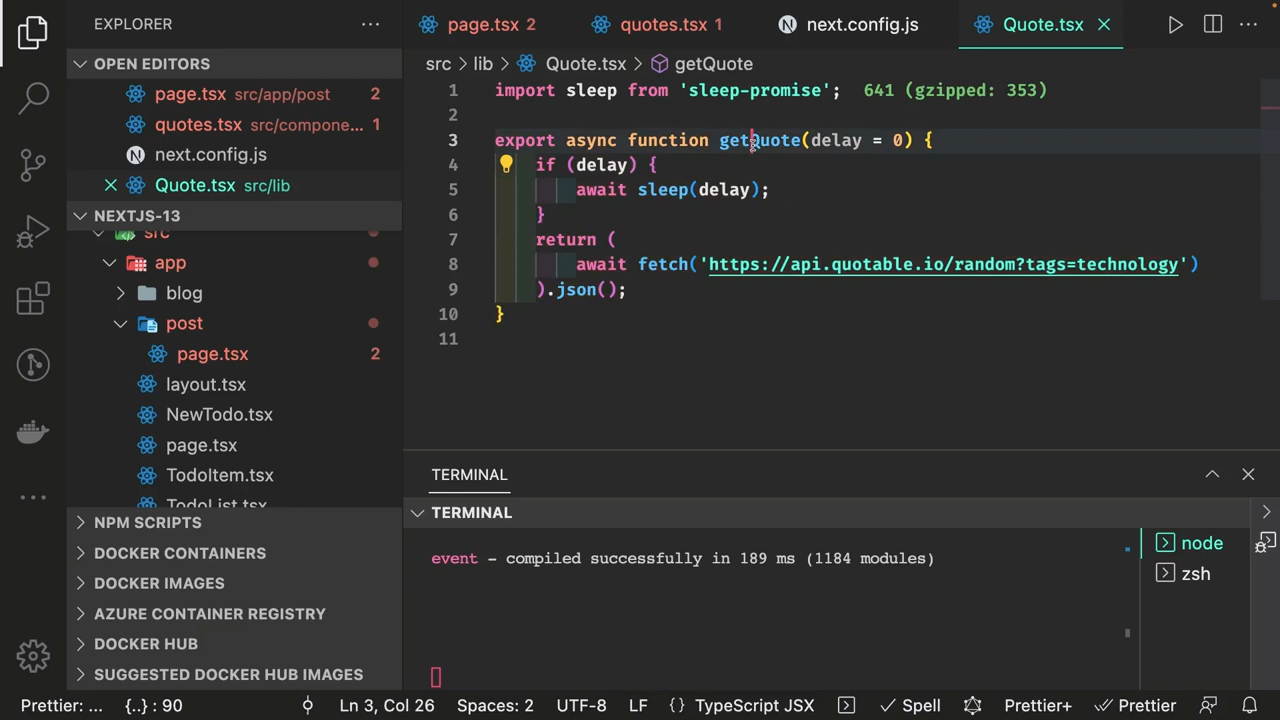 EXPLORER
OPEN EDITORS
page.tsx src/app/post 2
quotes.tsx src/compone... 1
next.config.js
Quote.tsx src/lib
NEXTJS-13
src
app
blog
post
page.tsx 2
layout.tsx
NewTodo.tsx
page.tsx
TodoItem.tsx
TodoList.tsx
NPM SCRIPTS
DOCKER CONTAINERS
DOCKER IMAGES
AZURE CONTAINER REGISTRY
DOCKER HUB
SUGGESTED DOCKER HUB IMAGES
page.tsx 2 quotes.tsx 1 next.config.js Quote.tsx
src > lib > Quote.tsx > getQuote
1 import sleep from 'sleep-promise'; 641 (gzipped: 353)
2
3 export async function getQuote(delay = 0) {
4 if (delay) {
5 await sleep(delay);
6 }
7 return (
8 await fetch('https://api.quotable.io/random?tags=technology')
9 ).json();
10 }
11
TERMINAL
TERMINAL
event - compiled successfully in 189 ms (1184 modules)
node
zsh
Prettier: ... {..} : 90 Ln 3, Col 26 Spaces: 2 UTF-8 LF {} TypeScript JSX Spell Prettier+ Prettier